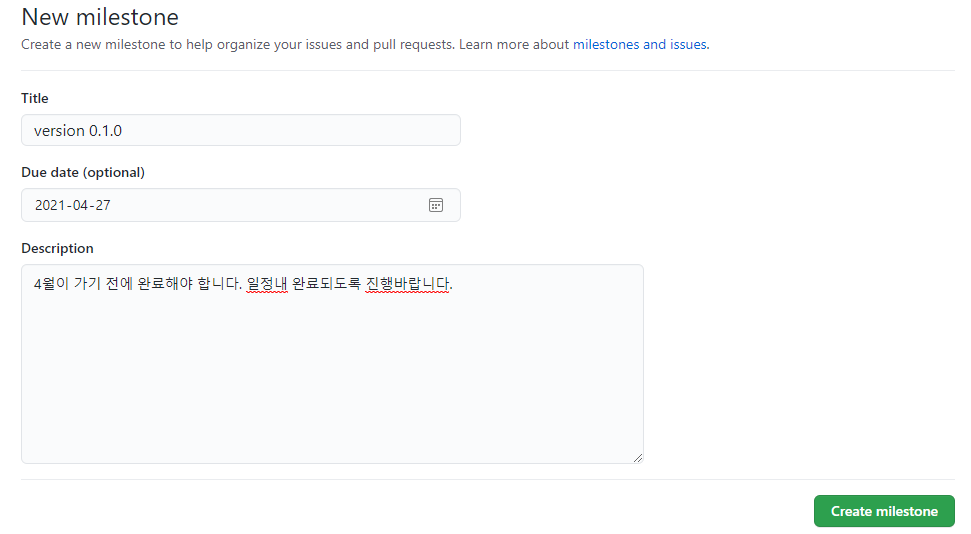 New milestone
Create a new milestone to help organize your issues and pull requests. Learn more about milestones and issues.
Title
version 0.1.0
Due date (optional)
2021-04-27
Description
4월이 가기 전에 완료해야 합니다. 일정내 완료되도록 진행바랍니다.
Create milestone